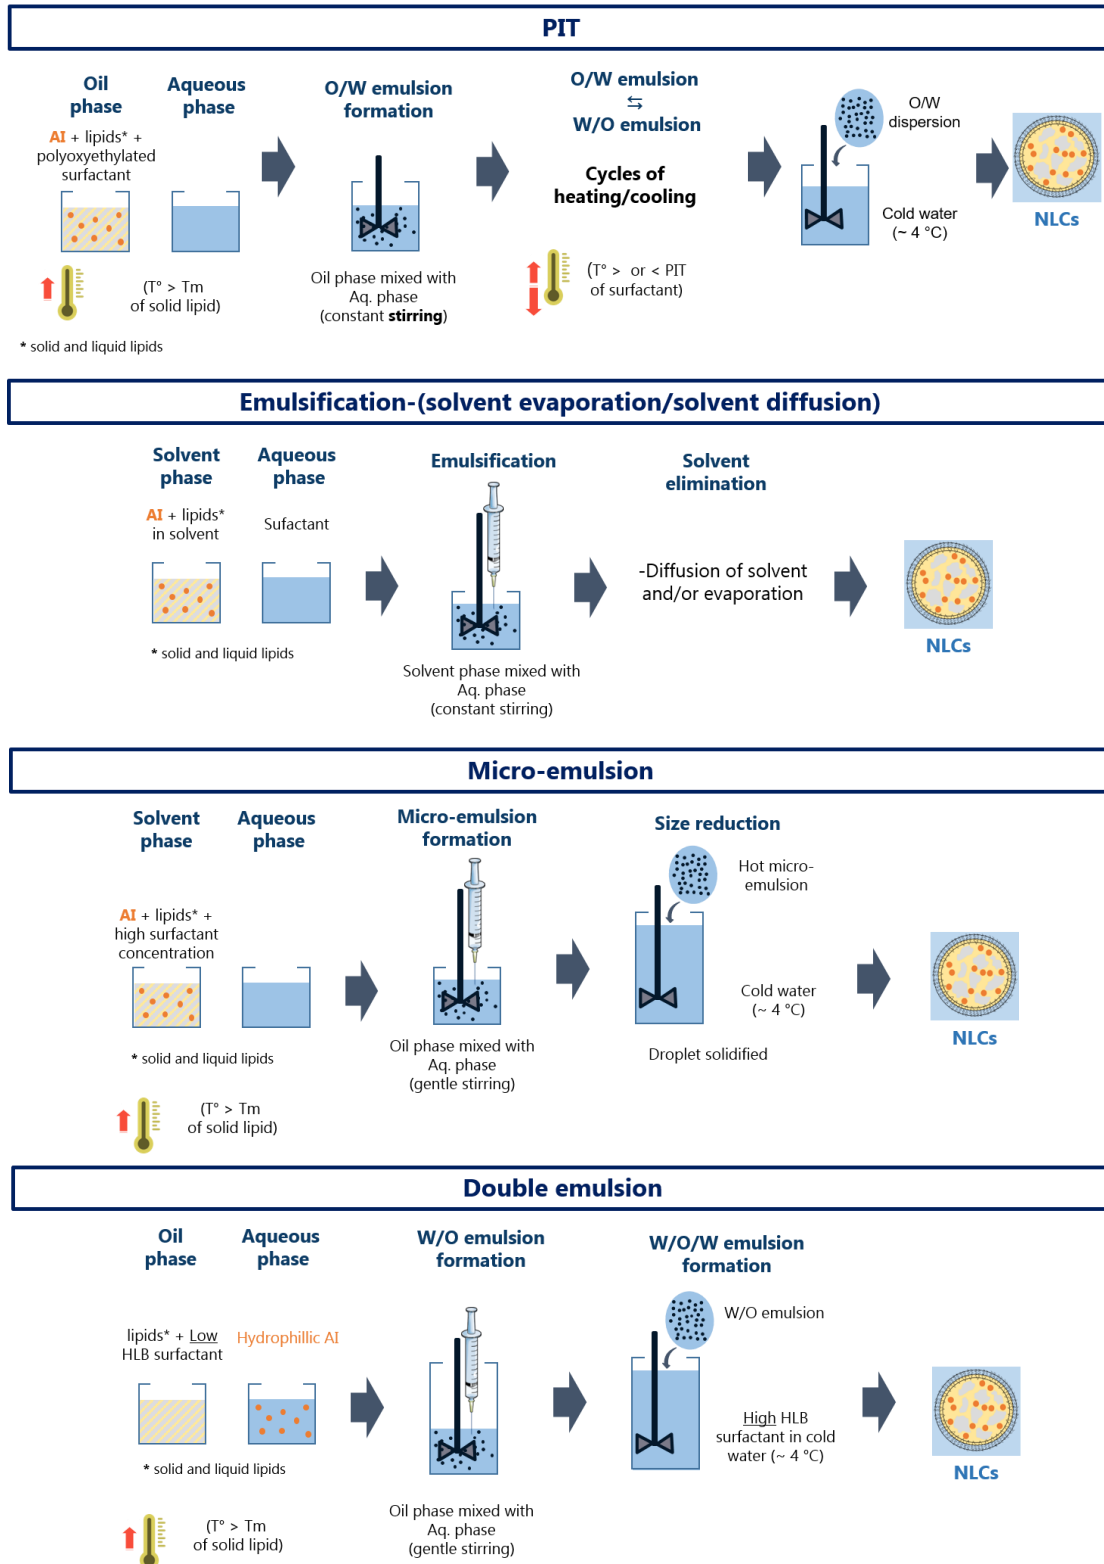 PIT
Oil
phase
Aqueous
phase
O/W emulsion
formation
O/W emulsion
⇆
W/O emulsion
AI + lipids* +
polyoxyethylated
surfactant
Cycles of
heating/cooling
O/W
dispersion
Cold water
(~ 4 °C)
NLCs
(T° > Tm
of solid lipid)
Oil phase mixed with
Aq. phase
(constant stirring)
(T° > or < PIT
of surfactant)
* solid and liquid lipids
Emulsification-(solvent evaporation/solvent diffusion)
Solvent
phase
Aqueous
phase
Emulsification
Solvent
elimination
AI + lipids*
in solvent
Sufactant
-Diffusion of solvent
and/or evaporation
NLCs
* solid and liquid lipids
Solvent phase mixed with
Aq. phase
(constant stirring)
Micro-emulsion
Solvent
phase
Aqueous
phase
Micro-emulsion
formation
Size reduction
Hot micro-
emulsion
AI + lipids* +
high surfactant
concentration
Cold water
(~ 4 °C)
NLCs
* solid and liquid lipids
Oil phase mixed with
Aq. phase
(gentle stirring)
Droplet solidified
(T° > Tm
of solid lipid)
Double emulsion
Oil
phase
Aqueous
phase
W/O emulsion
formation
W/O/W emulsion
formation
lipids* + Low
HLB surfactant
Hydrophillic AI
W/O emulsion
High HLB
surfactant in cold
water (~ 4 °C)
NLCs
* solid and liquid lipids
Oil phase mixed with
Aq. phase
(gentle stirring)
(T° > Tm
of solid lipid)